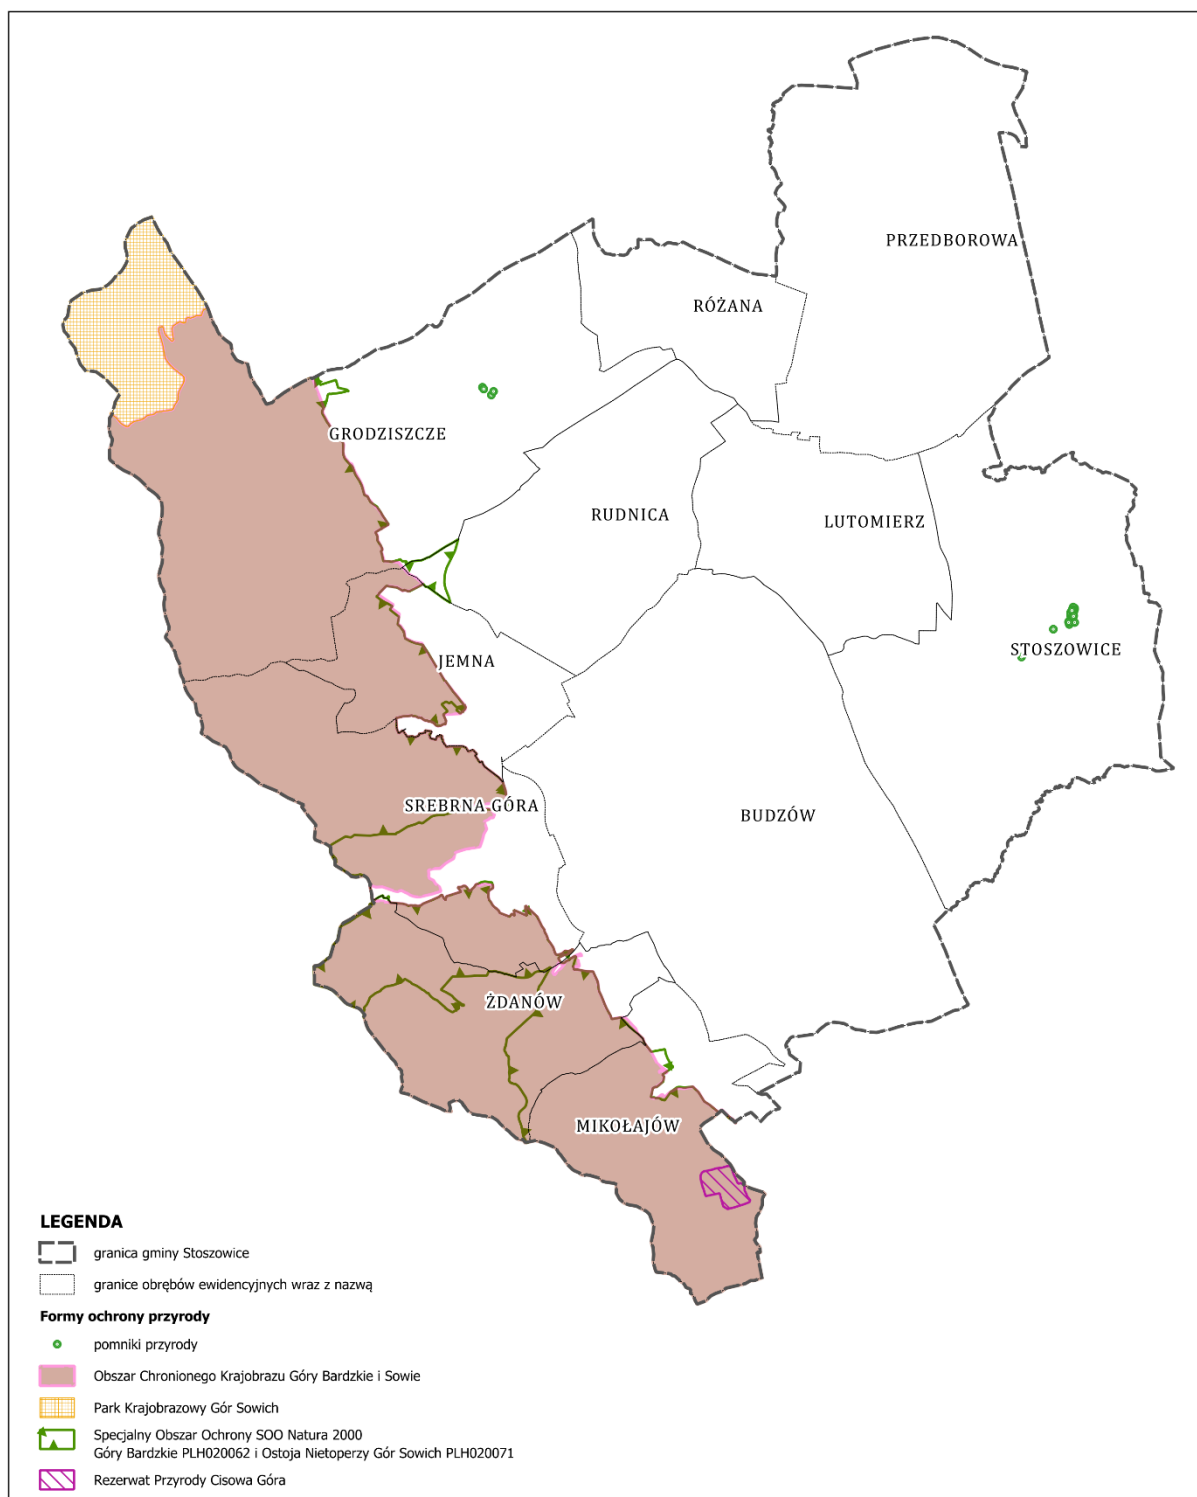 PRZEDBOROWA
RÓŻANA
GRODZISZCZE
RUDNICA
LUTOMIERZ
STOSZOWICE
JEMNA
SREBRNA GÓRA
BUDZÓW
ŻDANÓW
MIKOŁAJÓW
LEGENDA
granica gminy Stoszowice
granice obrębów ewidencyjnych wraz z nazwą
Formy ochrony przyrody
pomniki przyrody
Obszar Chronionego Krajobrazu Góry Bardzkie i Sowie
Park Krajobrazowy Gór Sowich
Specjalny Obszar Ochrony SOO Natura 2000
Góry Bardzkie PLH020062 i Ostoja Nietoperzy Gór Sowich PLH020071
Rezerwat Przyrody Cisowa Góra